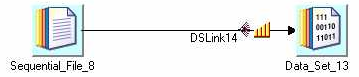 111
00110
11011
DSLink14
Sequential_File_8
Data_Set_13